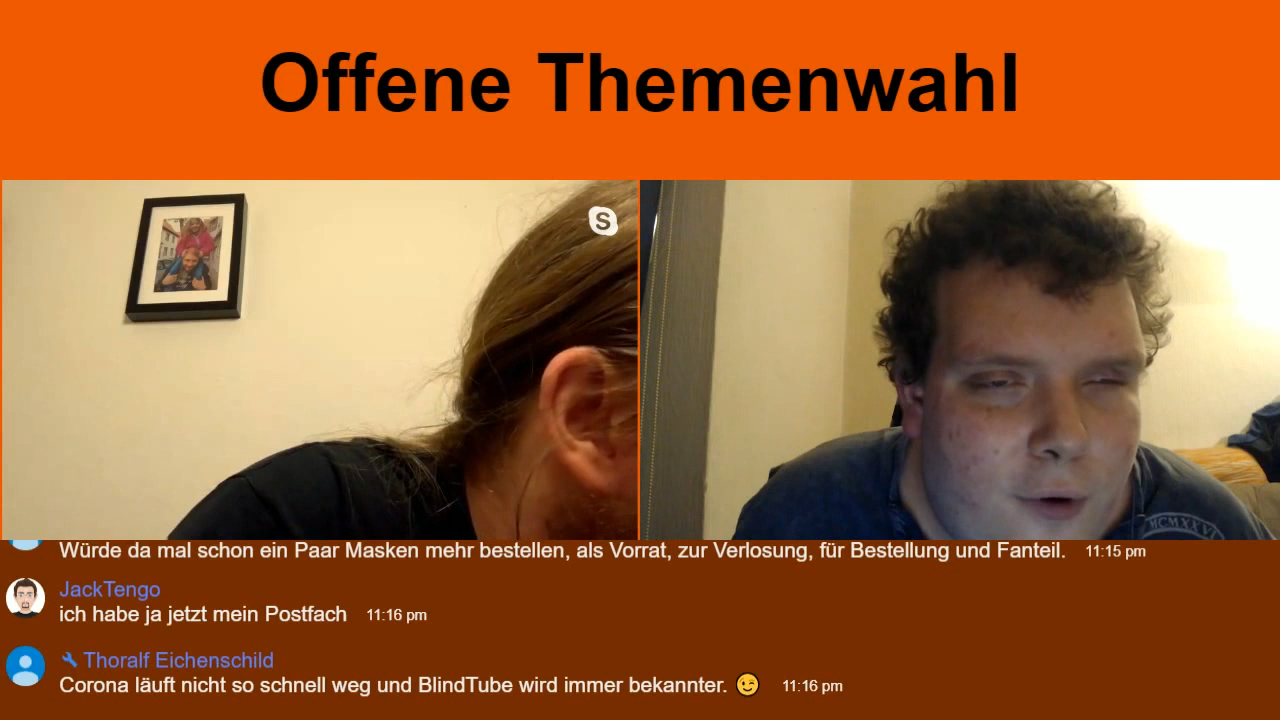 Offene Themenwahl
S
MCMXXVI
Würde da mal schon ein Paar Masken mehr bestellen, als Vorrat, zur Verlosung, für Bestellung und Fanteil. 11:15 pm
JackTengo
ich habe ja jetzt mein Postfach 11:16 pm
Thoralf Eichenschild
Corona läuft nicht so schnell weg und BlindTube wird immer bekannter. 😉 11:16 pm